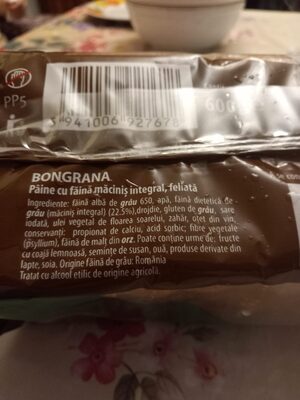 PP5
600
5 941006 927678
BONGRANA
Pâine cu făină măciniș integral, feliată
Ingrediente: făină albă de grâu 650, apă, făină dietetică de
grâu (măciniș integral) (22.5%),drojdie, gluten de grâu, sare
iodată, ulei vegetal de floarea soarelui, zahăr, oțet din vin,
conservanți: propionat de calciu, acid sorbic; fibre vegetale
(psyllium), făină de malț din orz. Poate conține urme de: fructe
cu coajă lemnoasă, semințe de susan, ouă, produse derivate din
lapte, soia. Origine făină de grâu: România
Tratat cu alcool etilic de origine agricolă.